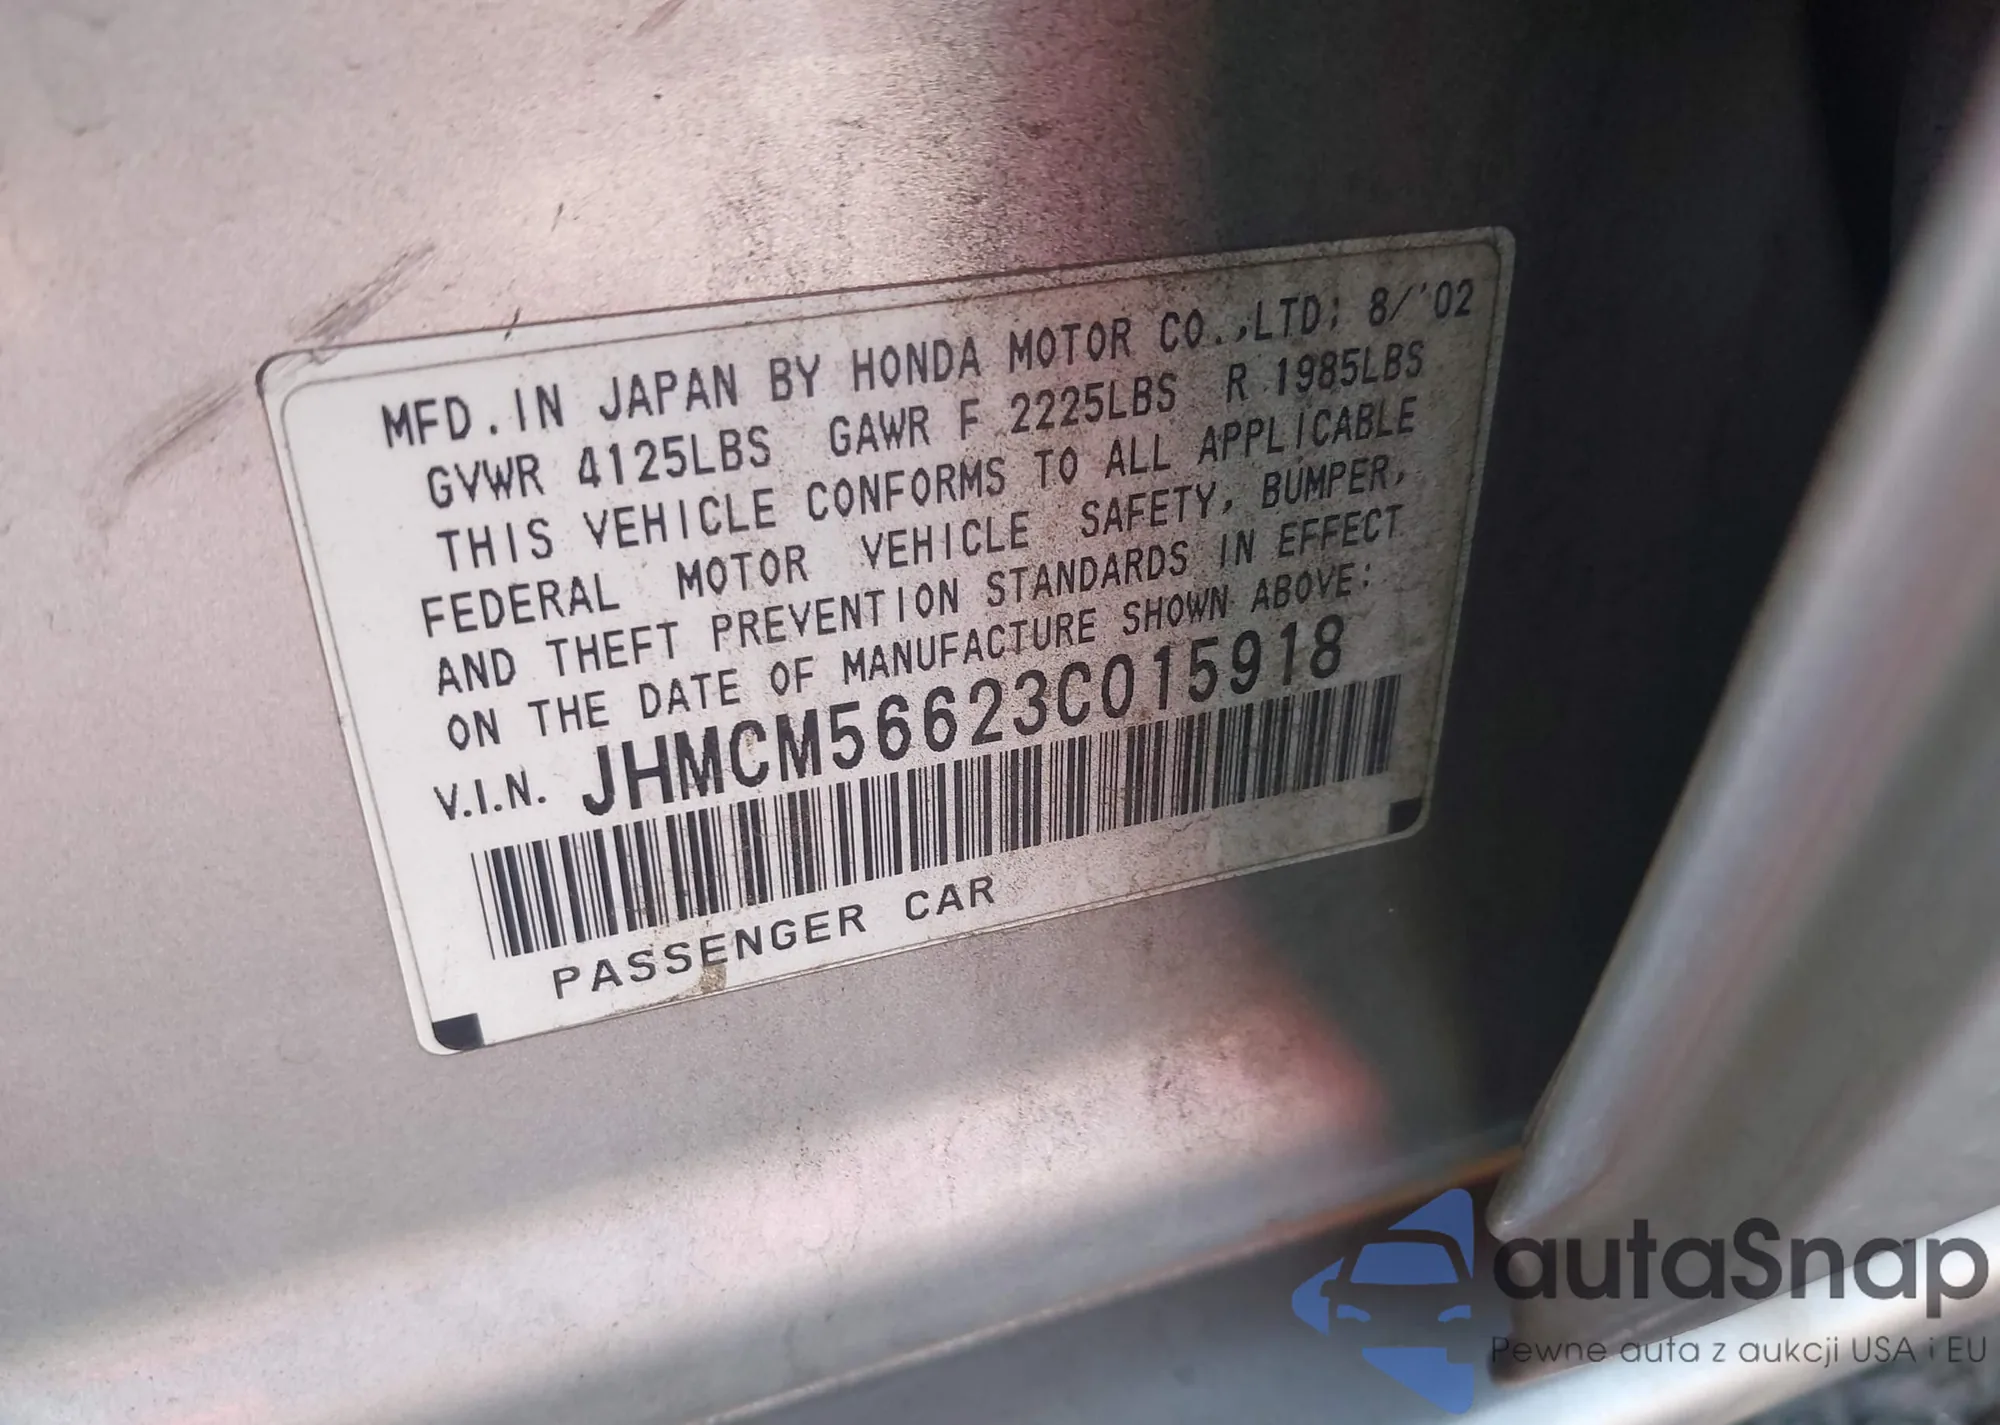 MFD.IN JAPAN BY HONDA MOTOR CO.,LTD; 8/'02
GVWR 4125LBS GAWR F 2225LBS R 1985LBS
THIS VEHICLE CONFORMS TO ALL APPLICABLE
FEDERAL MOTOR VEHICLE SAFETY, BUMPER,
AND THEFT PREVENTION STANDARDS IN EFFECT
ON THE DATE OF MANUFACTURE SHOWN ABOVE:
V.I.N. JHMCM56623C015918
PASSENGER CAR
autaSnap
Pewne auta z aukcji USA i EU